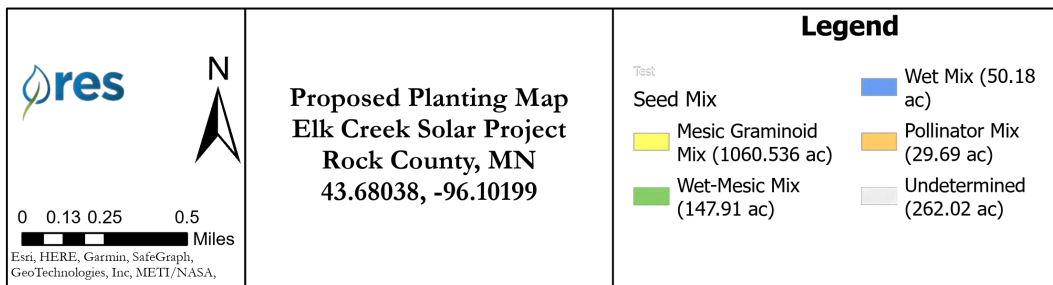 res
N
0 0.13 0.25 0.5
Miles
Esri, HERE, Garmin, SafeGraph,
GeoTechnologies, Inc, METI/NASA,
Proposed Planting Map
Elk Creek Solar Project
Rock County, MN
43.68038, -96.10199
Legend
Test
Seed Mix
Mesic Graminoid
Mix (1060.536 ac)
Wet-Mesic Mix
(147.91 ac)
Wet Mix (50.18
ac)
Pollinator Mix
(29.69 ac)
Undetermined
(262.02 ac)